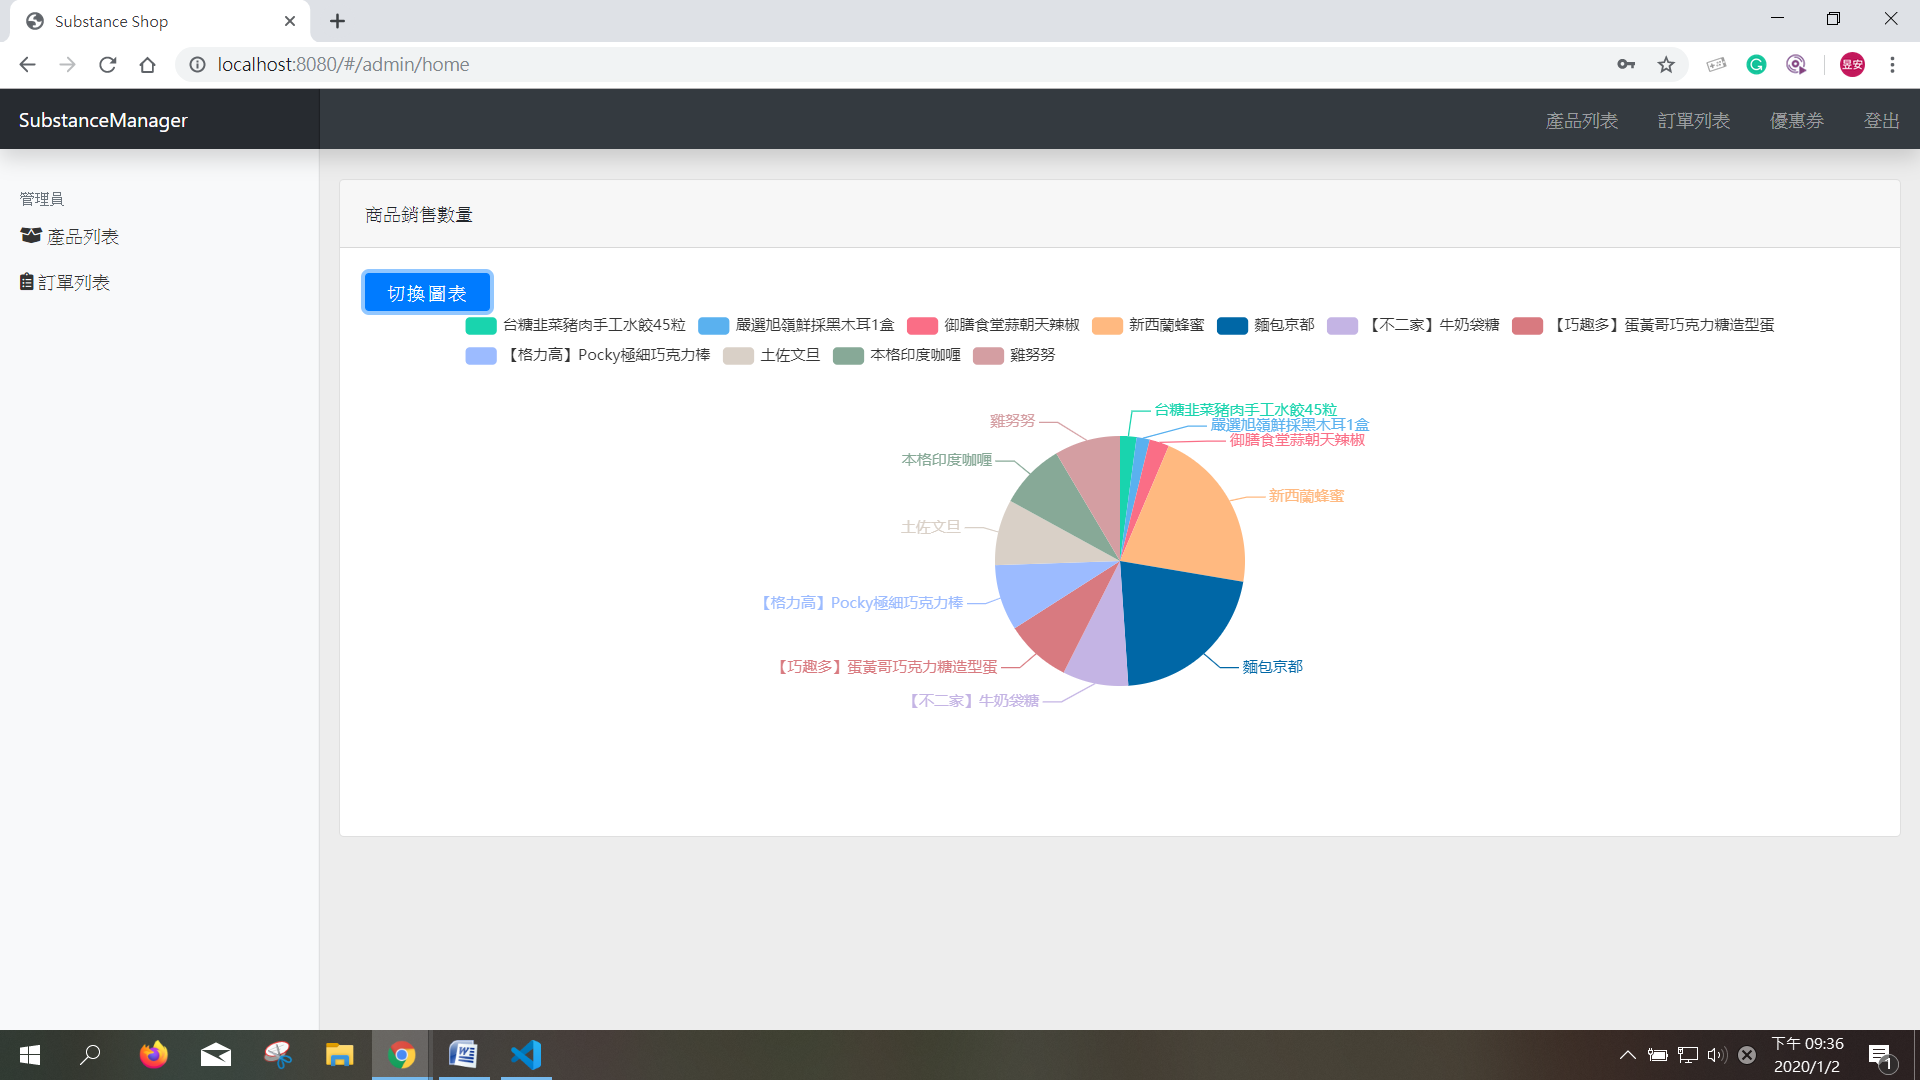 Substance Shop
localhost:8080/#/admin/home
昱安
SubstanceManager
產品列表 訂單列表 優惠券 登出
管理員
產品列表
訂單列表
商品銷售數量
切換圖表
台糖韭菜豬肉手工水餃45粒 嚴選旭嶺鮮採黑木耳1盒 御膳食堂蒜朝天辣椒 新西蘭蜂蜜 麵包京都 【不二家】牛奶袋糖 【巧趣多】蛋黃哥巧克力糖造型蛋
【格力高】Pocky極細巧克力棒 土佐文旦 本格印度咖喱 雞努努
台糖韭菜豬肉手工水餃45粒
雞努努
嚴選旭嶺鮮採黑木耳1盒
御膳食堂蒜朝天辣椒
本格印度咖喱
新西蘭蜂蜜
土佐文旦
【格力高】Pocky極細巧克力棒
【巧趣多】蛋黃哥巧克力糖造型蛋
麵包京都
【不二家】牛奶袋糖
下午 09:36
2020/1/2
1